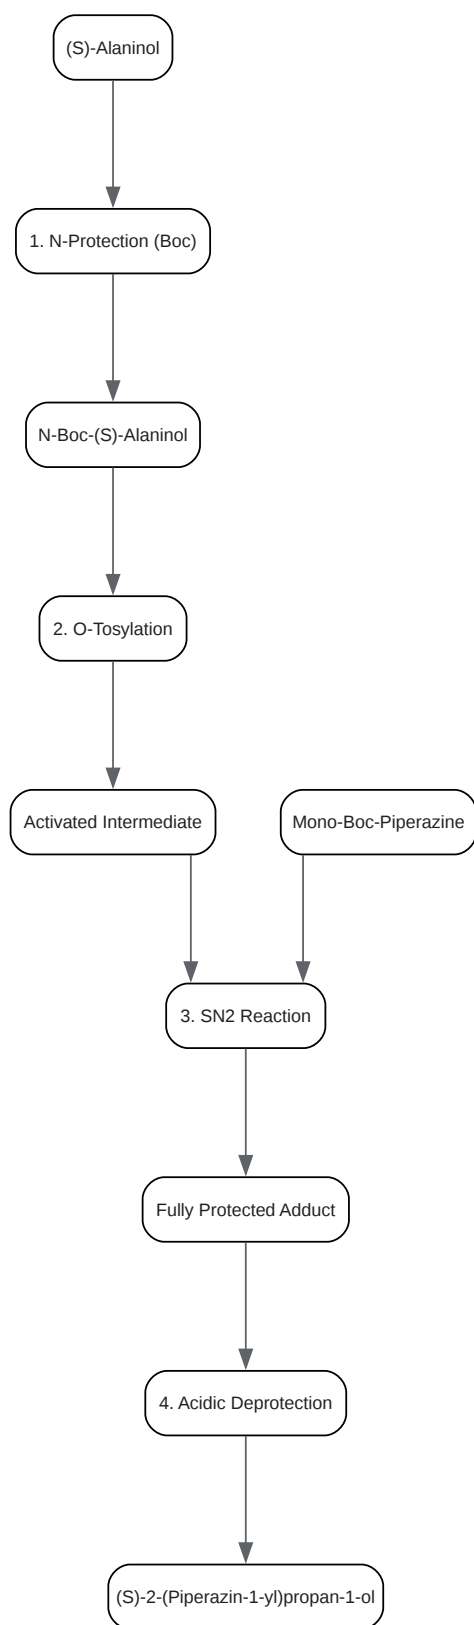 (S)-Alaninol
1. N-Protection (Boc)
N-Boc-(S)-Alaninol
2. O-Tosylation
Activated Intermediate
Mono-Boc-Piperazine
3. SN2 Reaction
Fully Protected Adduct
4. Acidic Deprotection
(S)-2-(Piperazin-1-yl)propan-1-ol